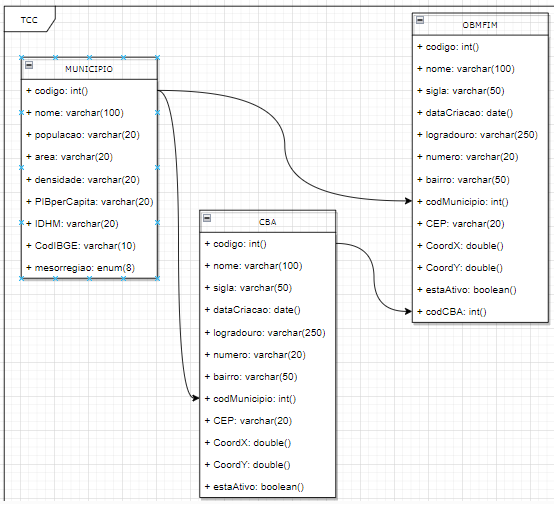 TCC
MUNICIPIO
+ codigo: int()
+ nome: varchar(100)
+ populacao: varchar(20)
+ area: varchar(20)
+ densidade: varchar(20)
+ PIBperCapita: varchar(20)
+ IDHM: varchar(20)
+ CodIBGE: varchar(10)
+ mesorregiao: enum(8)
CBA
+ codigo: int()
+ nome: varchar(100)
+ sigla: varchar(50)
+ dataCriacao: date()
+ logradouro: varchar(250)
+ numero: varchar(20)
+ bairro: varchar(50)
+ codMunicipio: int()
+ CEP: varchar(20)
+ CoordX: double()
+ CoordY: double()
+ estaAtivo: boolean()
OBMFIM
+ codigo: int()
+ nome: varchar(100)
+ sigla: varchar(50)
+ dataCriacao: date()
+ logradouro: varchar(250)
+ numero: varchar(20)
+ bairro: varchar(50)
+ codMunicipio: int()
+ CEP: varchar(20)
+ CoordX: double()
+ CoordY: double()
+ estaAtivo: boolean()
+ codCBA: int()